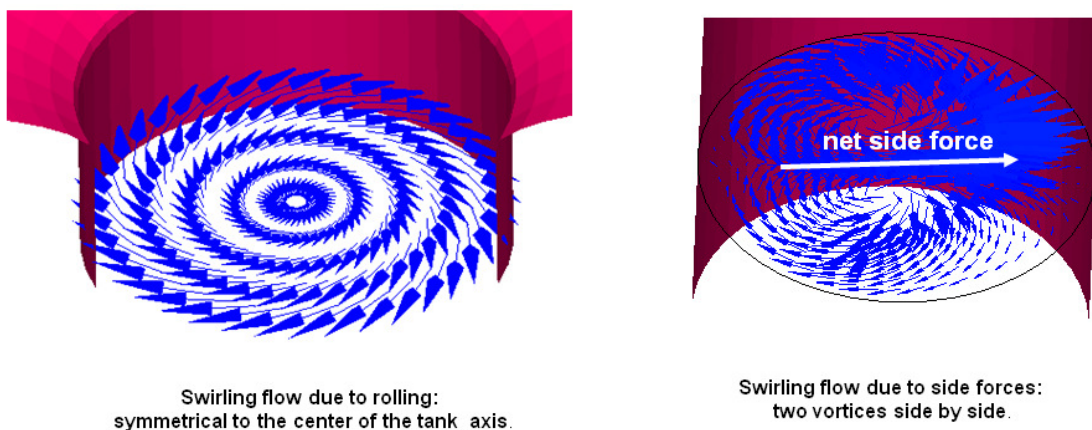 net side force
Swirling flow due to rolling:
symmetrical to the center of the tank axis.
Swirling flow due to side forces:
two vortices side by side.